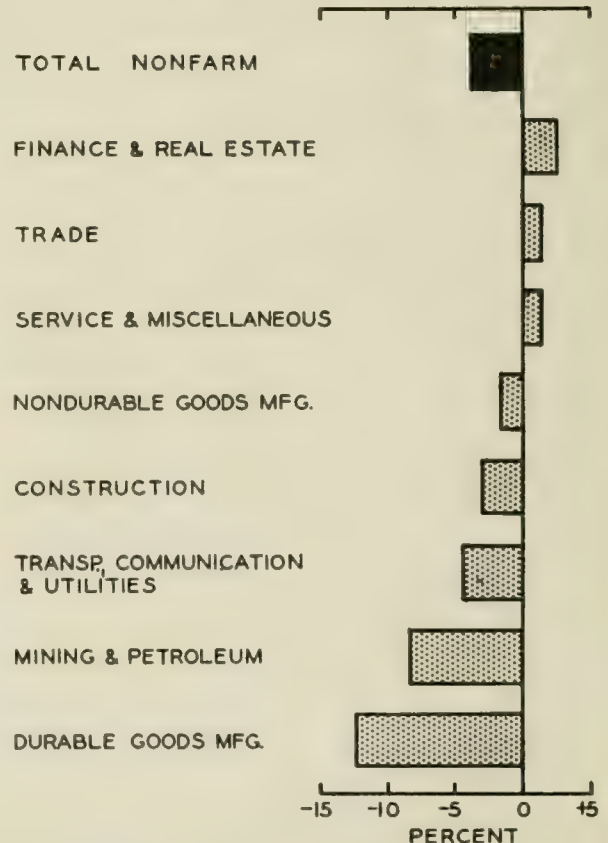 TOTAL NONFARM
FINANCE & REAL ESTATE
TRADE
SERVICE & MISCELLANEOUS
NONDURABLE GOODS MFG.
CONSTRUCTION
TRANSP., COMMUNICATION
& UTILITIES
MINING & PETROLEUM
DURABLE GOODS MFG.
-15 -10 -5 0 +5
PERCENT